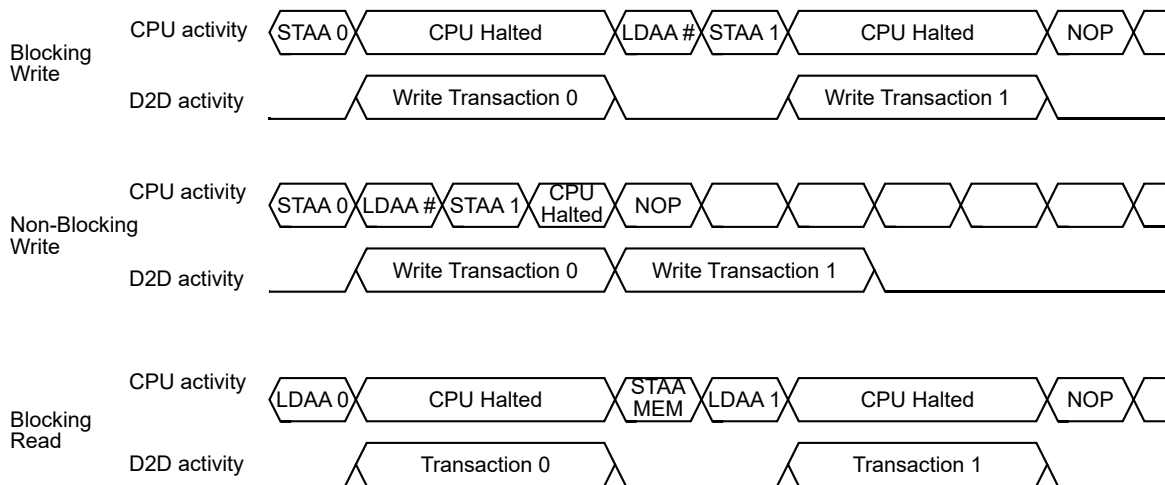 CPU activity STAA 0 CPU Halted LDAA # STAA 1 CPU Halted NOP
Blocking
Write
D2D activity Write Transaction 0 Write Transaction 1
CPU activity STAA 0 LDAA # STAA 1 CPU
Halted NOP
Non-Blocking
Write
D2D activity Write Transaction 0 Write Transaction 1
CPU activity LDAA 0 CPU Halted STAA
MEM LDAA 1 CPU Halted NOP
Blocking
Read
D2D activity Transaction 0 Transaction 1